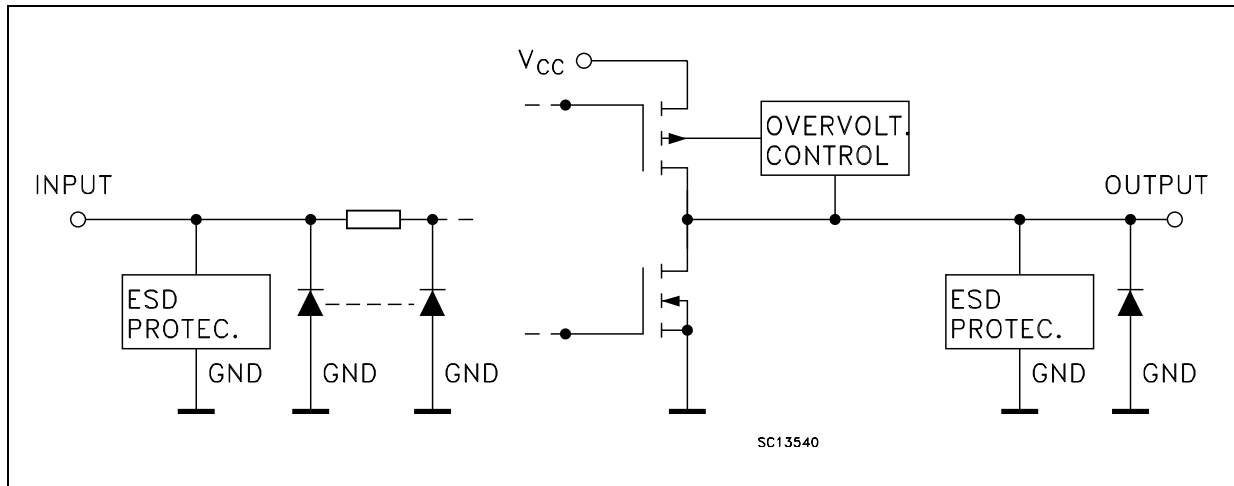 VCC
OVERVOLT.
CONTROL
INPUT
OUTPUT
ESD
PROTEC.
ESD
PROTEC.
GND
GND
GND
GND
GND
SC13540